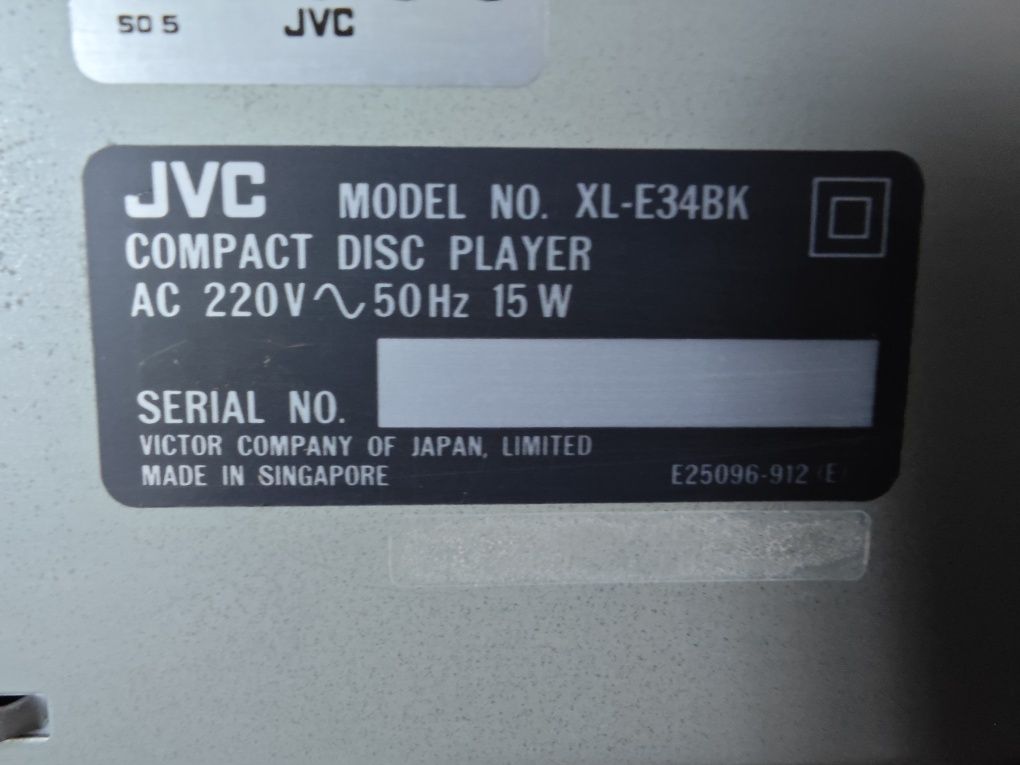 SO 5 JVC
JVC MODEL NO. XL-E34BK
COMPACT DISC PLAYER
AC 220V∿50Hz 15W
SERIAL NO.
VICTOR COMPANY OF JAPAN, LIMITED
MADE IN SINGAPORE E25096-912 (E)